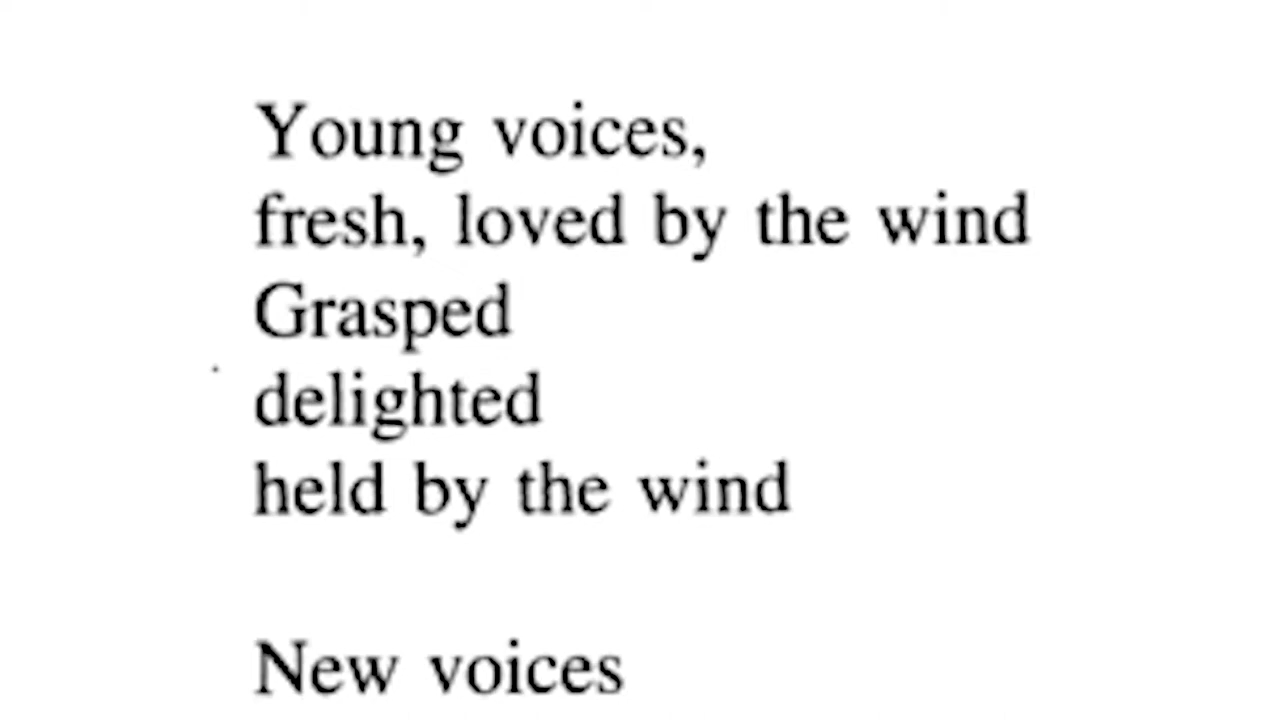 Young voices,
fresh, loved by the wind
Grasped
delighted
held by the wind
New voices